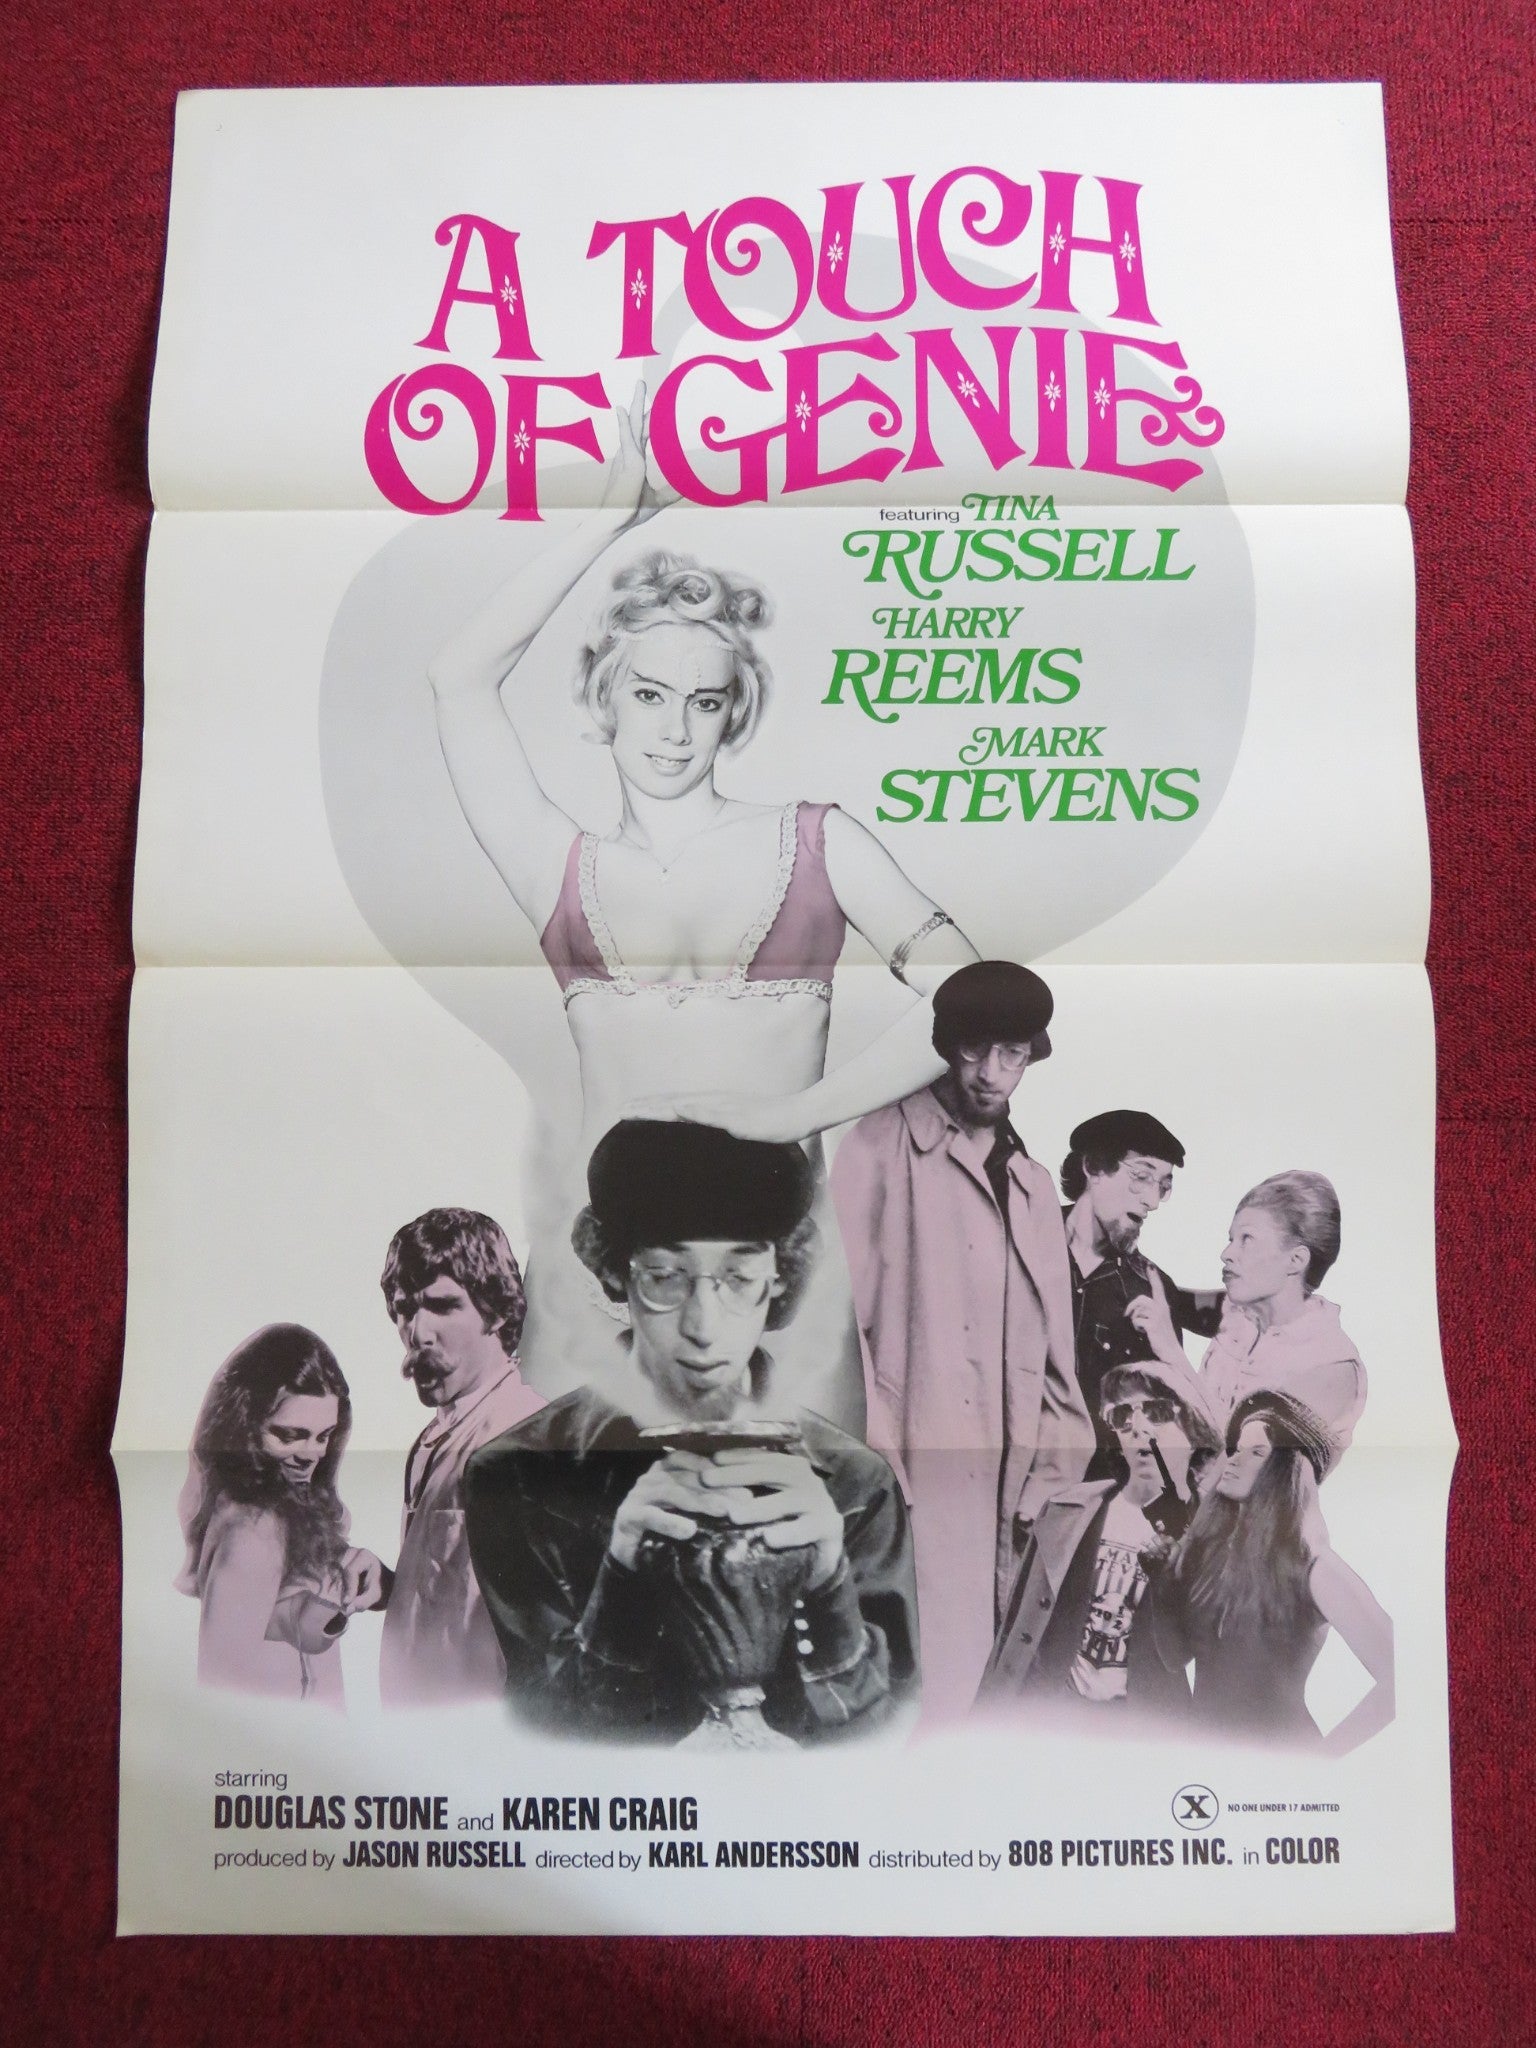 A TOUCH
OF GENIE
featuring TINA
RUSSELL
HARRY
REEMS
MARK
STEVENS
starring
DOUGLAS STONE and KAREN CRAIG
X NO ONE UNDER 17 ADMITTED
produced by JASON RUSSELL directed by KARL ANDERSSON distributed by 808 PICTURES INC. in COLOR